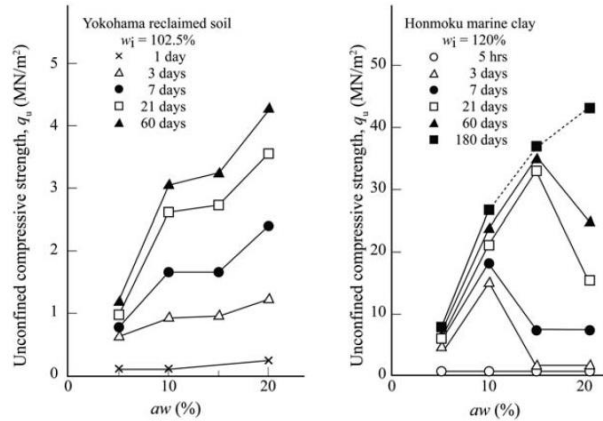 Yokohama reclaimed soil
wi = 102.5%
1 day
3 days
7 days
21 days
60 days
Unconfined compressive strength, qu (MN/m²)
5
4
3
2
1
0
0
10
20
aw (%)
Honmoku marine clay
wi = 120%
5 hrs
3 days
7 days
21 days
60 days
180 days
Unconfined compressive strength, qu (MN/m²)
50
40
30
20
10
0
0
10
20
aw (%)